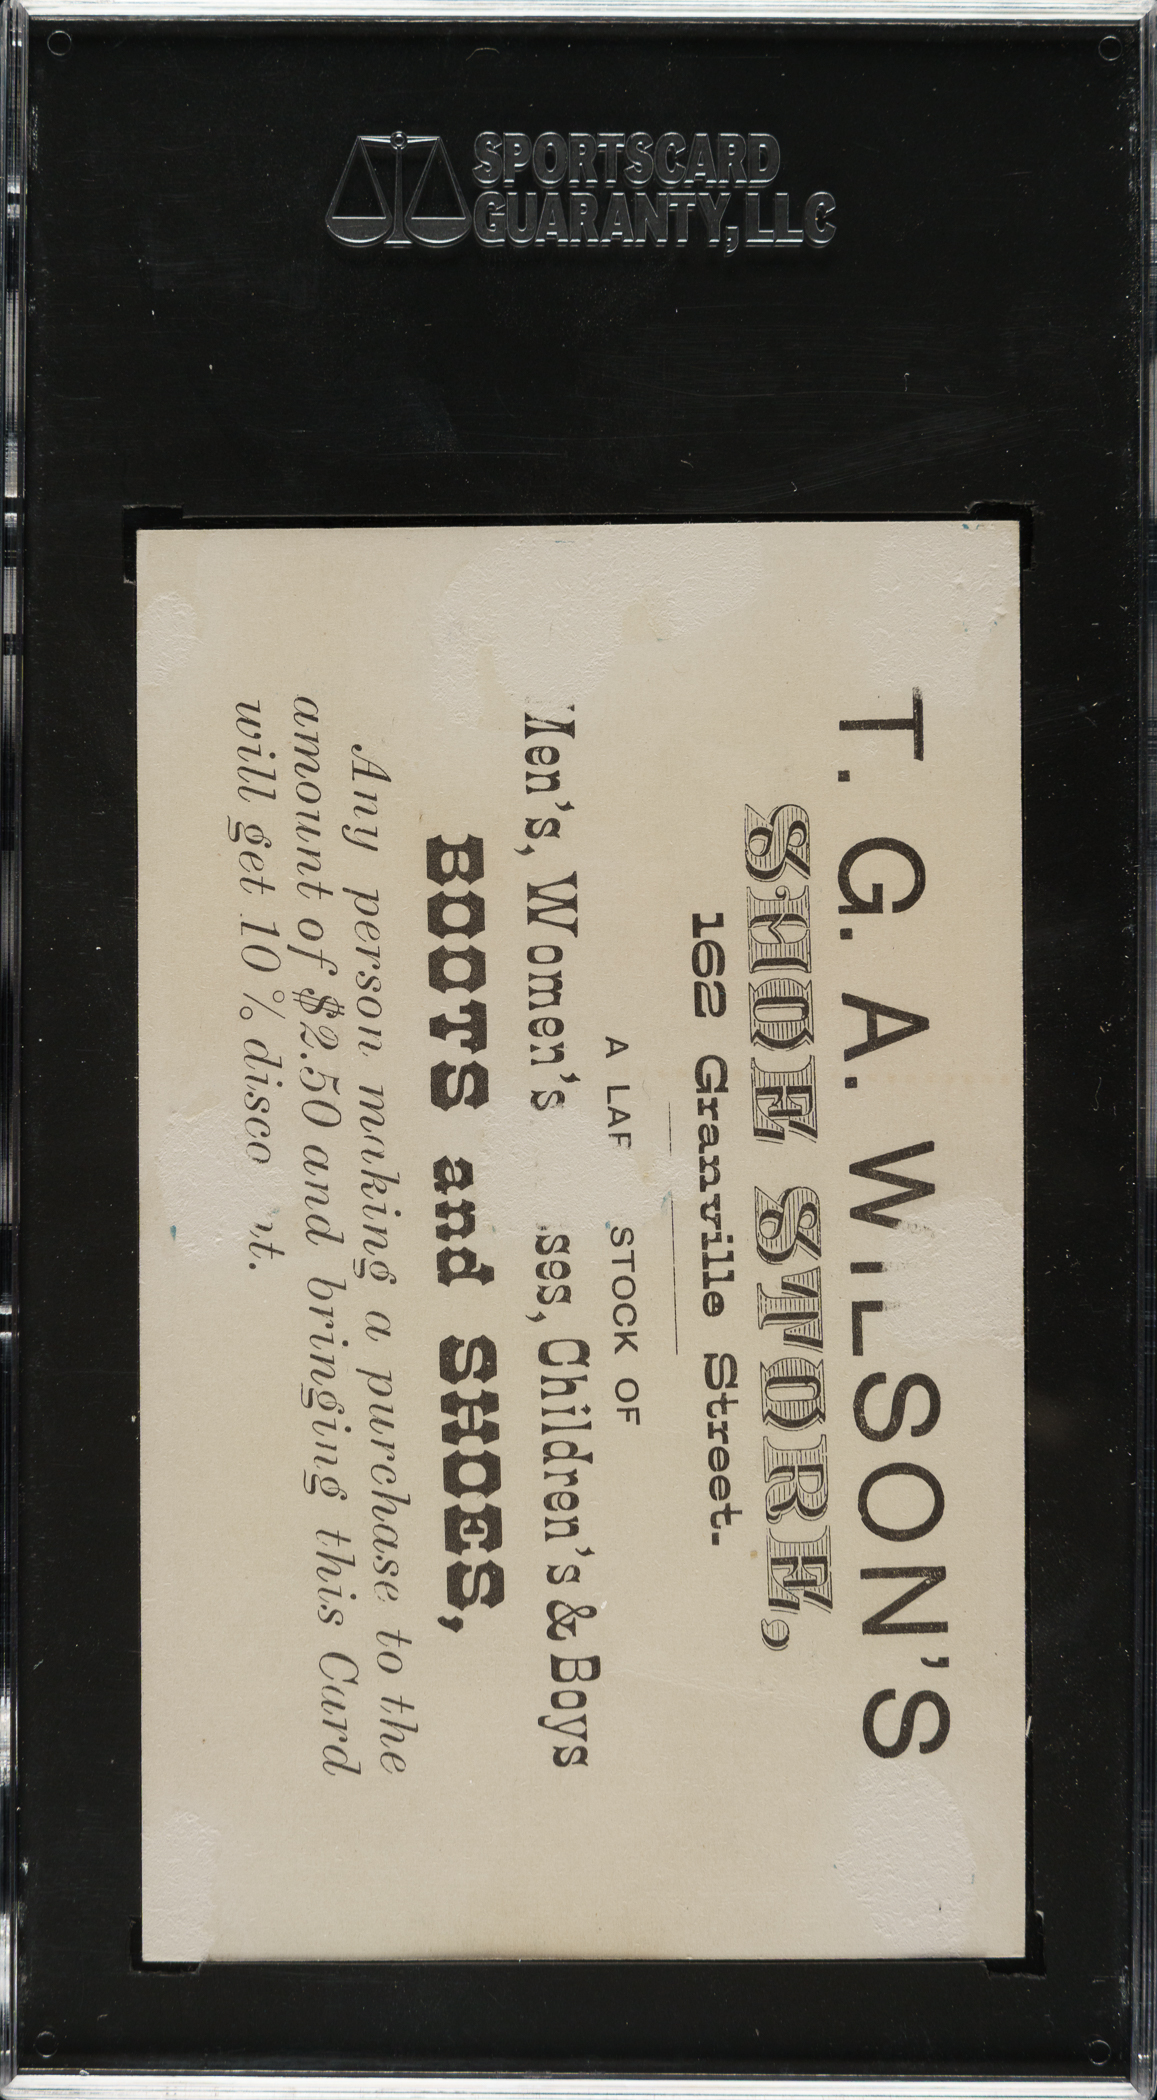 SPORTSCARD
GUARANTY, LLC
T. G. A. WILSON'S
SHOE STORE,
162 Granville Street.
A STOCK OF
Men's, Women's Children's & Boys
BOOTS and SHOES,
Any person making a purchase to the
amount of $2.50 and bringing this Card
will get 10 %